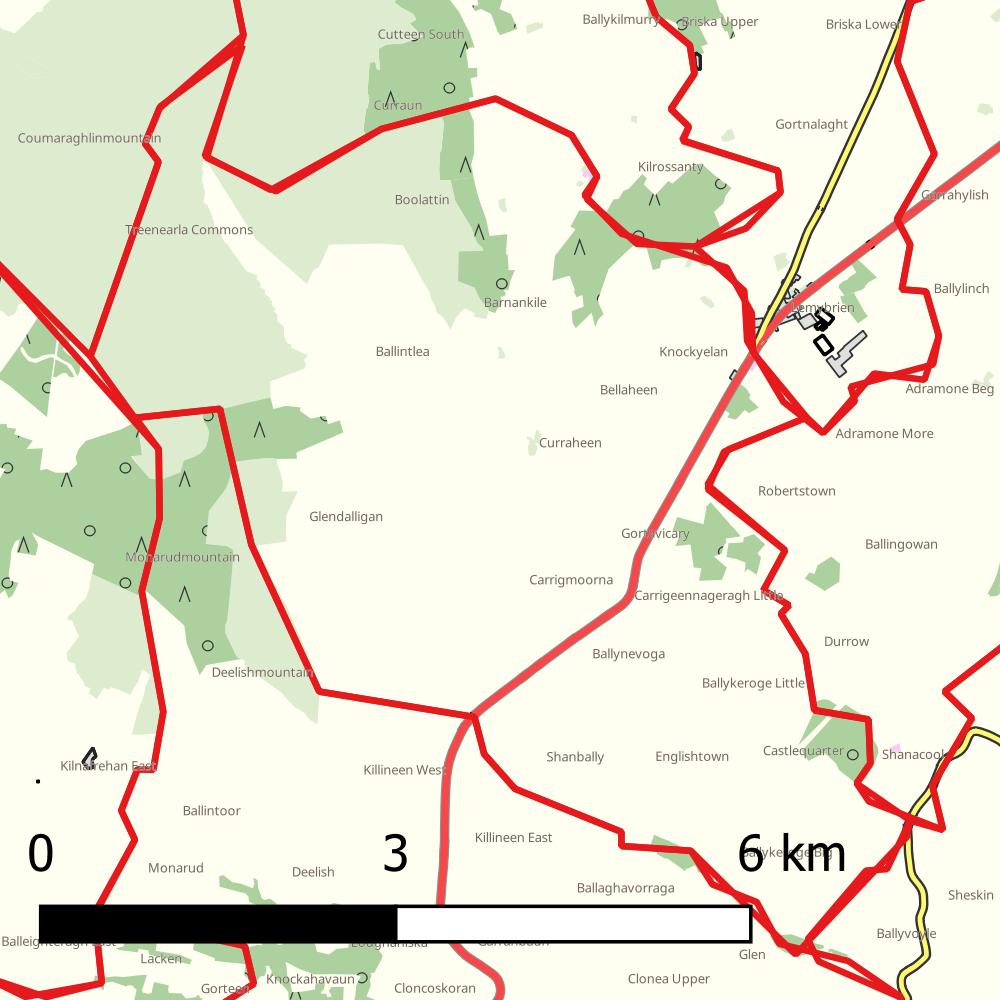 Ballykilmurry
Briska Upper
Briska Lower
Cutteen South
Curraun
Gortnalaght
Coumaraghlinmountain
Kilrossanty
Garrahylish
Boolattin
Treenearla Commons
Ballylinch
Barnankile
Lemybrien
Ballintlea
Knockyelan
Bellaheen
Adramone Beg
Curraheen
Adramone More
Robertstown
Glendalligan
Gortavicary
Ballingowan
Monarudmountain
Carrigmoorna
Carrigeennageragh Little
Durrow
Ballynevoga
Deelishmountain
Ballykeroge Little
Shanbally
Englishtown
Castlequarter
Shanacool
Kilnafrehan East
Killineen West
Ballintoor
Killineen East
0 3 6 km
Ballykeroge Big
Monarud
Deelish
Ballaghavorraga
Sheskin
Ballyvoyle
Balleighteragh East
Loughaniska
Carranbaun
Glen
Lacken
Knockahavaun
Clonea Upper
Gorteen
Cloncoskoran